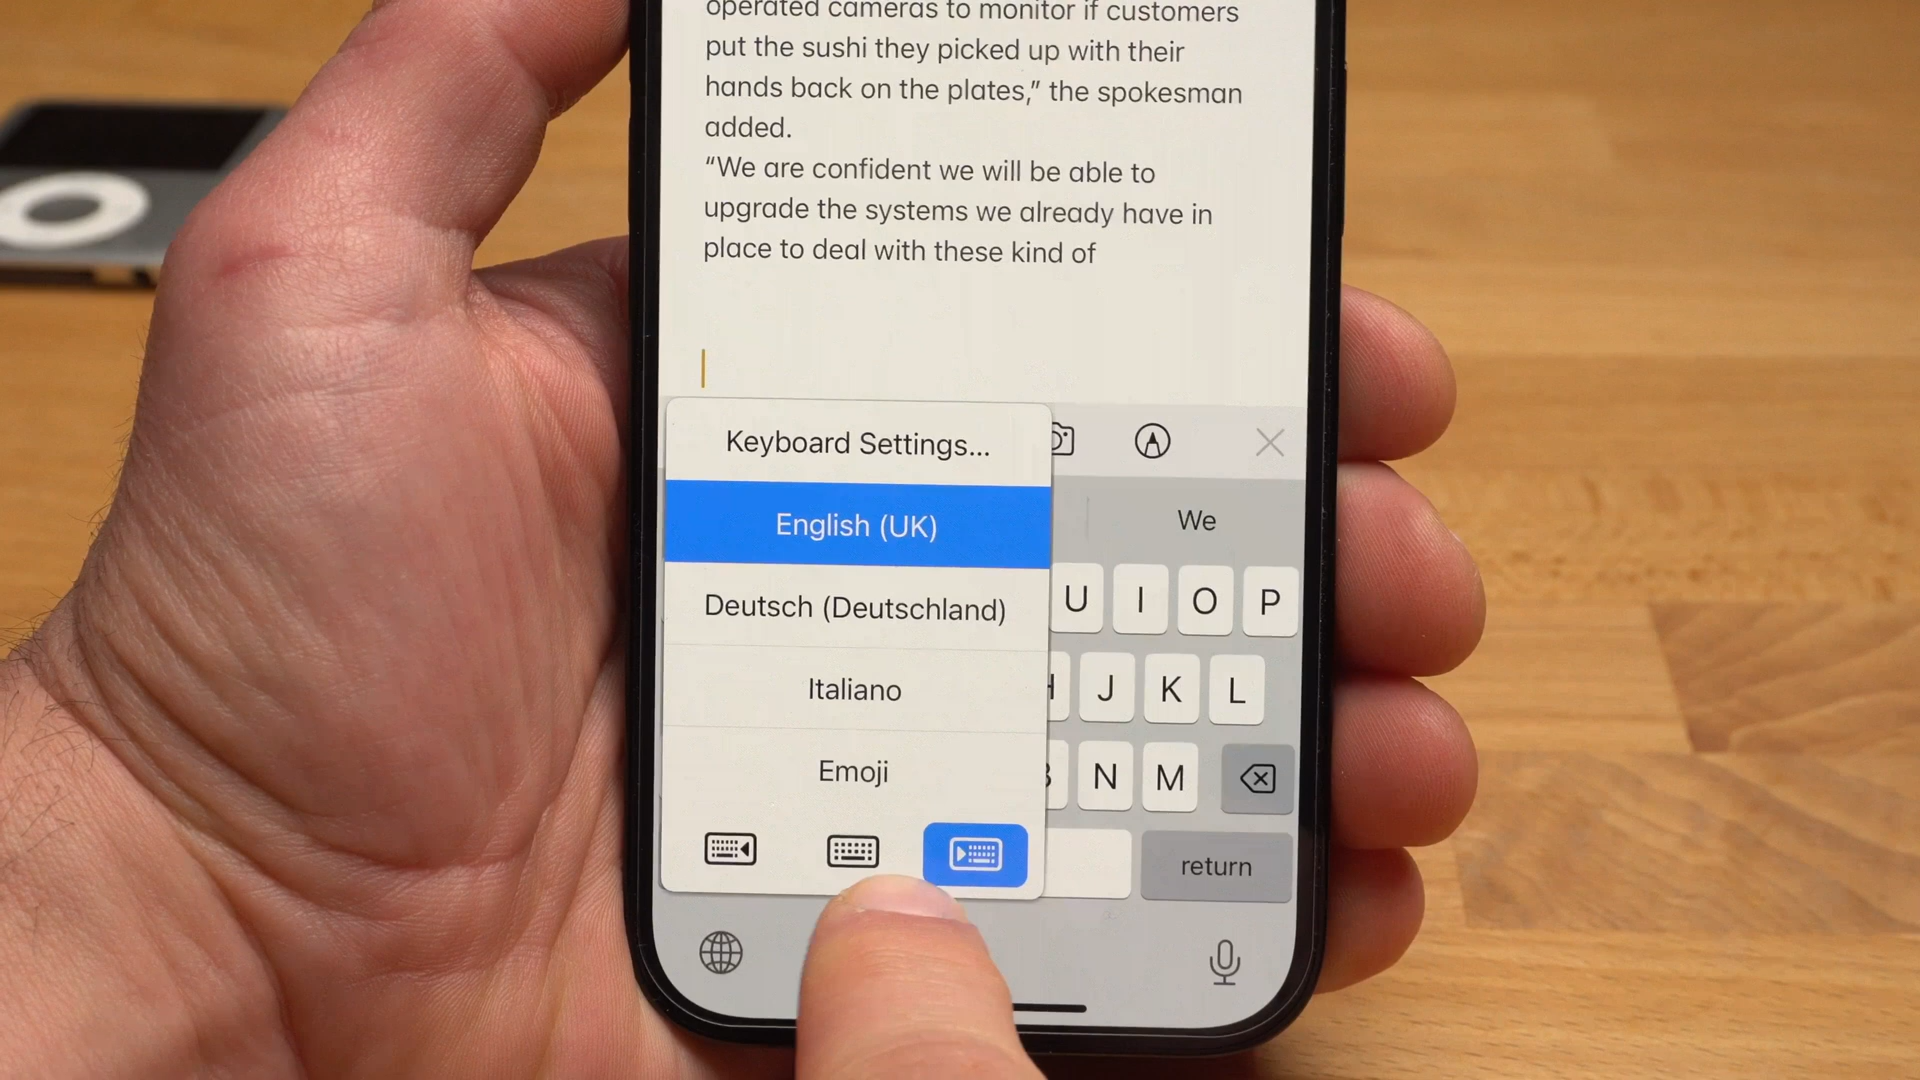 operated cameras to monitor if customers
put the sushi they picked up with their
hands back on the plates,” the spokesman
added.
“We are confident we will be able to
upgrade the systems we already have in
place to deal with these kind of
Keyboard Settings...
English (UK)
We
Deutsch (Deutschland)
U I O P
Italiano
J K L
Emoji
N M
return